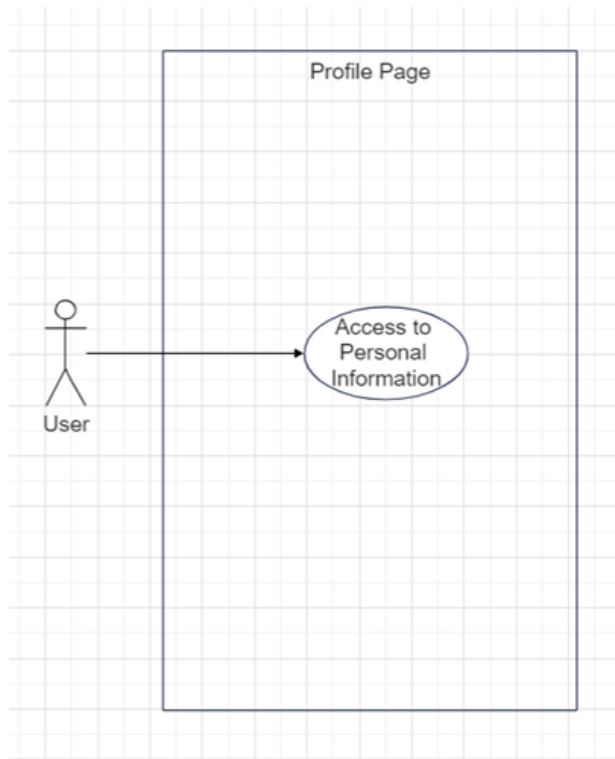 Profile Page
Access to
Personal
Information
User